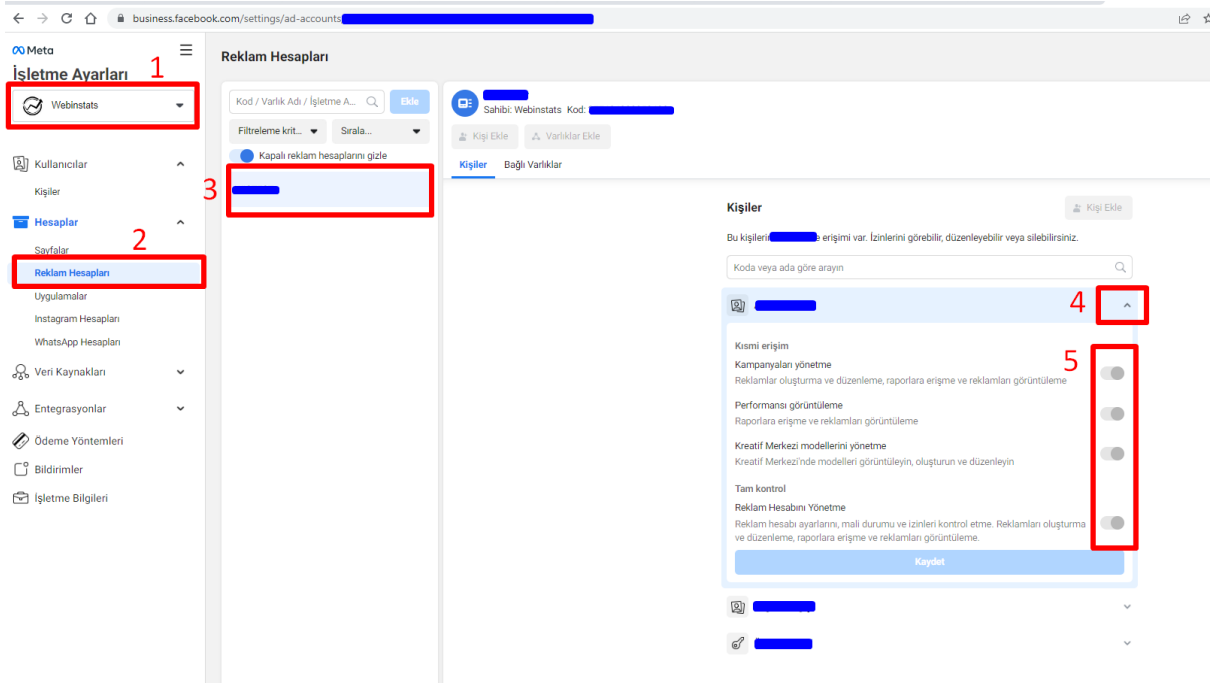 business.facebook.com/settings/ad-accounts
Meta
İşletme Ayarları
1
Webinstats
Kullanıcılar
Kişiler
Hesaplar
2
Sayfalar
Reklam Hesapları
Uygulamalar
Instagram Hesapları
WhatsApp Hesapları
Veri Kaynakları
Entegrasyonlar
Ödeme Yöntemleri
Bildirimler
İşletme Bilgileri
Reklam Hesapları
Kod / Varlık Adı / İşletme A...
Ekle
Filtreleme krit...
Sırala...
Kapalı reklam hesaplarını gizle
3
Sahibi: Webinstats Kod:
Kişi Ekle
Varlıklar Ekle
Kişiler
Bağlı Varlıklar
Kişiler
Kişi Ekle
Bu kişilerin e erişimi var. İzinlerini görebilir, düzenleyebilir veya silebilirsiniz.
Koda veya ada göre arayın
4
Kısmi erişim
5
Kampanyaları yönetme
Reklamlar oluşturma ve düzenleme, raporlara erişme ve reklamları görüntüleme
Performansı görüntüleme
Raporlara erişme ve reklamları görüntüleme
Kreatif Merkezi modellerini yönetme
Kreatif Merkezi'nde modelleri görüntüleyin, oluşturun ve düzenleyin
Tam kontrol
Reklam Hesabını Yönetme
Reklam hesabı ayarlarını, mali durumu ve izinleri kontrol etme. Reklamları oluşturma
ve düzenleme, raporlara erişme ve reklamları görüntüleme.
Kaydet